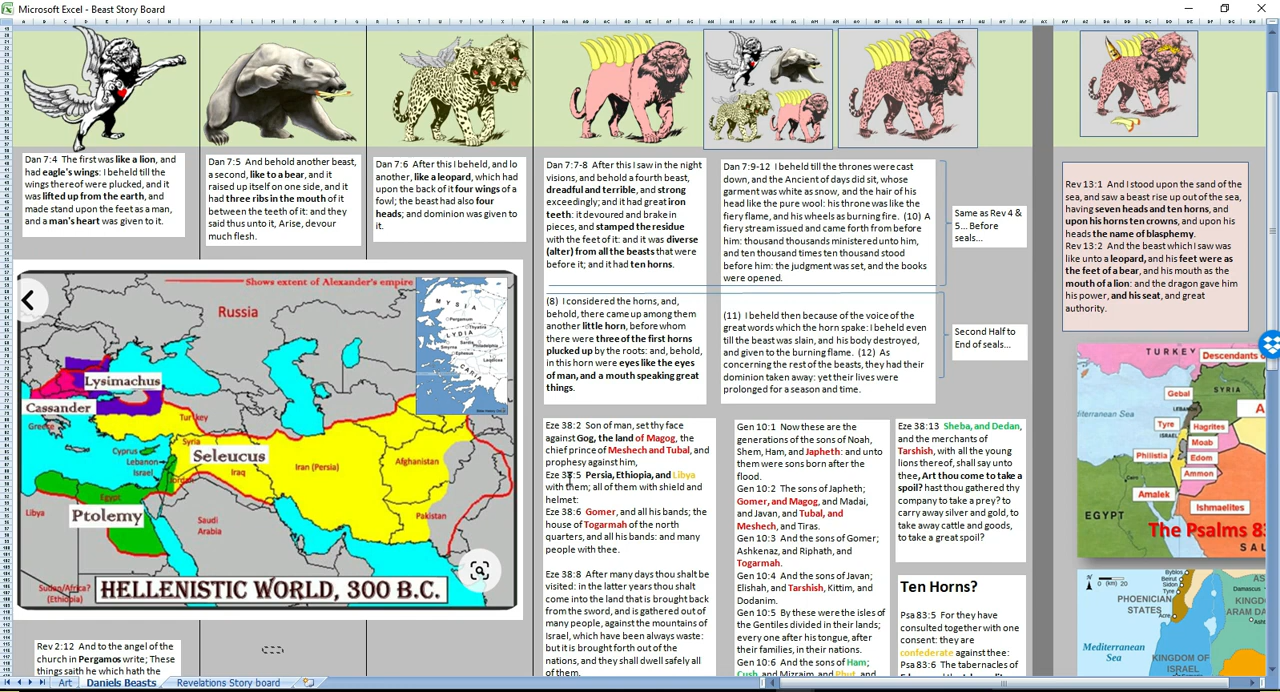 Microsoft Excel - Beast Story Board
Dan 7:4 The first was like a lion, and
had eagle's wings: I beheld till the
wings thereof were plucked, and it
was lifted up from the earth, and
made stand upon the feet as a man,
and a man's heart was given to it.
Dan 7:5 And behold another beast,
a second, like to a bear, and it
raised up itself on one side, and it
had three ribs in the mouth of it
between the teeth of it: and they
said thus unto it, Arise, devour
much flesh.
Dan 7:6 After this I beheld, and lo
another, like a leopard, which had
upon the back of it four wings of a
fowl; the beast had also four
heads; and dominion was given to
it.
Dan 7:7-8 After this I saw in the night
visions, and behold a fourth beast,
dreadful and terrible, and strong
exceedingly; and it had great iron
teeth: it devoured and brake in
pieces, and stamped the residue
with the feet of it: and it was diverse
(alter) from all the beasts that were
before it; and it had ten horns.
(8) I considered the horns, and,
behold, there came up among them
another little horn, before whom
there were three of the first horns
plucked up by the roots: and, behold,
in this horn were eyes like the eyes
of man, and a mouth speaking great
things.
Dan 7:9-12 I beheld till the thrones were cast
down, and the Ancient of days did sit, whose
garment was white as snow, and the hair of his
head like the pure wool: his throne was like the
fiery flame, and his wheels as burning fire. (10) A
fiery stream issued and came forth from before
him: thousand thousands ministered unto him,
and ten thousand times ten thousand stood
before him: the judgment was set, and the books
were opened.
(11) I beheld then because of the voice of the
great words which the horn spake: I beheld even
till the beast was slain, and his body destroyed,
and given to the burning flame. (12) As
concerning the rest of the beasts, they had their
dominion taken away: yet their lives were
prolonged for a season and time.
Same as Rev 4 &
5... Before
seals...
Second Half to
End of seals...
Rev 13:1 And I stood upon the sand of the
sea, and saw a beast rise up out of the sea,
having seven heads and ten horns, and
upon his horns ten crowns, and upon his
heads the name of blasphemy.
Rev 13:2 And the beast which I saw was
like unto a leopard, and his feet were as
the feet of a bear, and his mouth as the
mouth of a lion: and the dragon gave him
his power, and his seat, and great
authority.
Shows extent of Alexander's empire
Russia
Lysimachus
Cassander
Greece
Turkey
Cyprus
Syria
Lebanon
Israel
Jordan
Seleucus
Iraq
Iran (Persia)
Afghanistan
Pakistan
Egypt
Ptolemy
Libya
Saudi
Arabia
Sudan/Africa?
(Ethiopia)
HELLENISTIC WORLD, 300 B.C.
MYSIA
Pergamum
Thyatira
LYDIA
Sardis
Smyrna
Philadelphia
Ephesus
Laodicea
CARIA
Eze 38:2 Son of man, set thy face
against Gog, the land of Magog, the
chief prince of Meshech and Tubal, and
prophesy against him,
Eze 38:5 Persia, Ethiopia, and Libya
with them; all of them with shield and
helmet:
Eze 38:6 Gomer, and all his bands; the
house of Togarmah of the north
quarters, and all his bands: and many
people with thee.
Eze 38:8 After many days thou shalt be
visited: in the latter years thou shalt
come into the land that is brought back
from the sword, and is gathered out of
many people, against the mountains of
Israel, which have been always waste:
but it is brought forth out of the
nations, and they shall dwell safely all
of them.
Gen 10:1 Now these are the
generations of the sons of Noah,
Shem, Ham, and Japheth: and unto
them were sons born after the
flood.
Gen 10:2 The sons of Japheth;
Gomer, and Magog, and Madai,
and Javan, and Tubal, and
Meshech, and Tiras.
Gen 10:3 And the sons of Gomer;
Ashkenaz, and Riphath, and
Togarmah.
Gen 10:4 And the sons of Javan;
Elishah, and Tarshish, Kittim, and
Dodanim.
Gen 10:5 By these were the isles of
the Gentiles divided in their lands;
every one after his tongue, after
their families, in their nations.
Gen 10:6 And the sons of Ham;
Cush, and Mizraim, and Phut, and
Eze 38:13 Sheba, and Dedan,
and the merchants of
Tarshish, with all the young
lions thereof, shall say unto
thee, Art thou come to take a
spoil? hast thou gathered thy
company to take a prey? to
carry away silver and gold, to
take away cattle and goods,
to take a great spoil?
Ten Horns?
Psa 83:5 For they have
consulted together with one
consent: they are
confederate against thee:
Psa 83:6 The tabernacles of
TURKEY
Descendants
Mediterranean Sea
SYRIA
Gebal
LEBANON
Tyre
ISRAEL
Hagrites
Moab
Philistia
Edom
Ammon
Amalek
Ishmaelites
EGYPT
The Psalms 83
SAU
0 (km) 20
Byblos
Beirut
Sidon
Tyre
PHOENICIAN
STATES
Acre
Damascus
KINGD
ARAM DA
Mediterranean
Sea
KINGDOM OF
ISRAEL
Rev 2:12 And to the angel of the
church in Pergamos write; These
things saith he which hath the
Art
Daniels Beasts
Revelations Story board